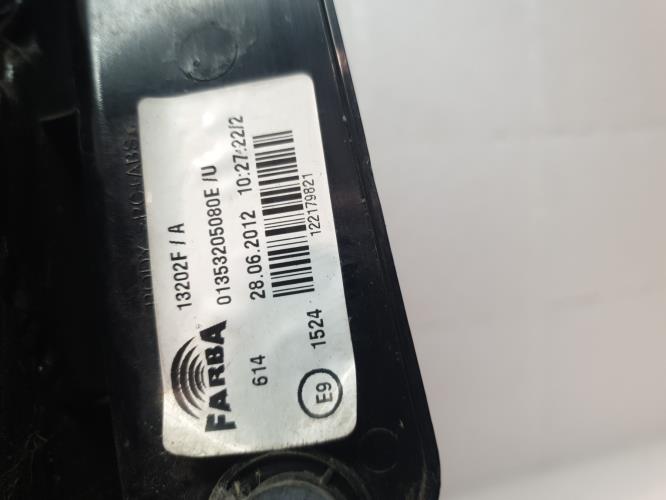 13202F / A
FARBA
01353205080E /U
614
28.06.2012 10:27:22/2
1524
122179821
E9